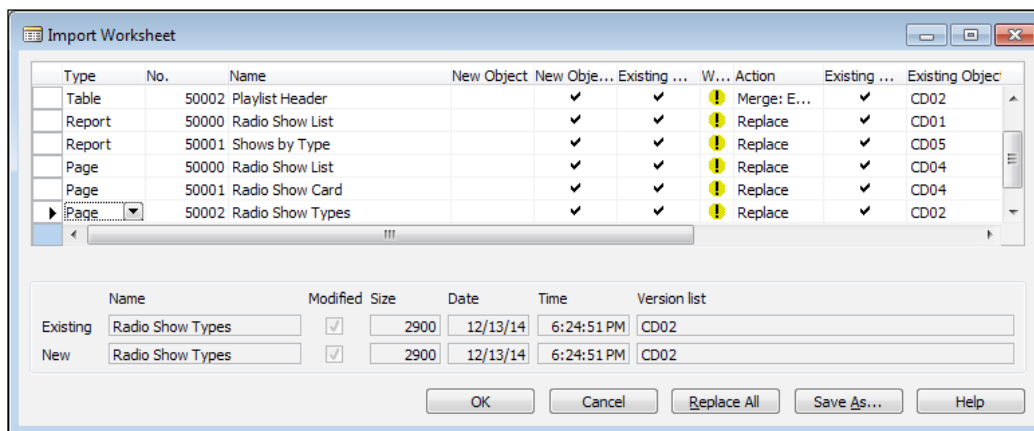 Import Worksheet
Type No. Name New Object New Obje... Existing ... W... Action Existing ... Existing Object
Table 50002 Playlist Header Merge: E... CD02
Report 50000 Radio Show List Replace CD01
Report 50001 Shows by Type Replace CD05
Page 50000 Radio Show List Replace CD04
Page 50001 Radio Show Card Replace CD04
Page 50002 Radio Show Types Replace CD02
Name Modified Size Date Time Version list
Existing Radio Show Types 2900 12/13/14 6:24:51 PM CD02
New Radio Show Types 2900 12/13/14 6:24:51 PM CD02
OK Cancel Replace All Save As... Help